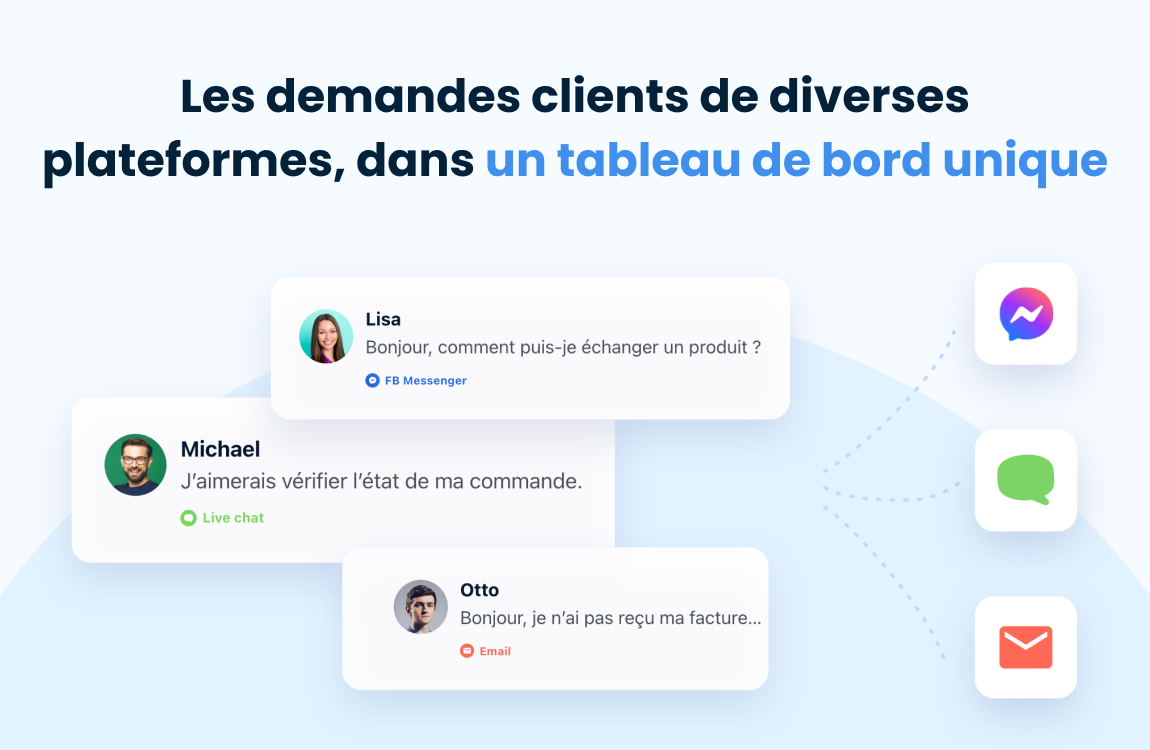 Les demandes clients de diverses
plateformes, dans un tableau de bord unique
Lisa
Bonjour, comment puis-je échanger un produit ?
FB Messenger
Michael
J’aimerais vérifier l’état de ma commande.
Live chat
Otto
Bonjour, je n’ai pas reçu ma facture...
Email